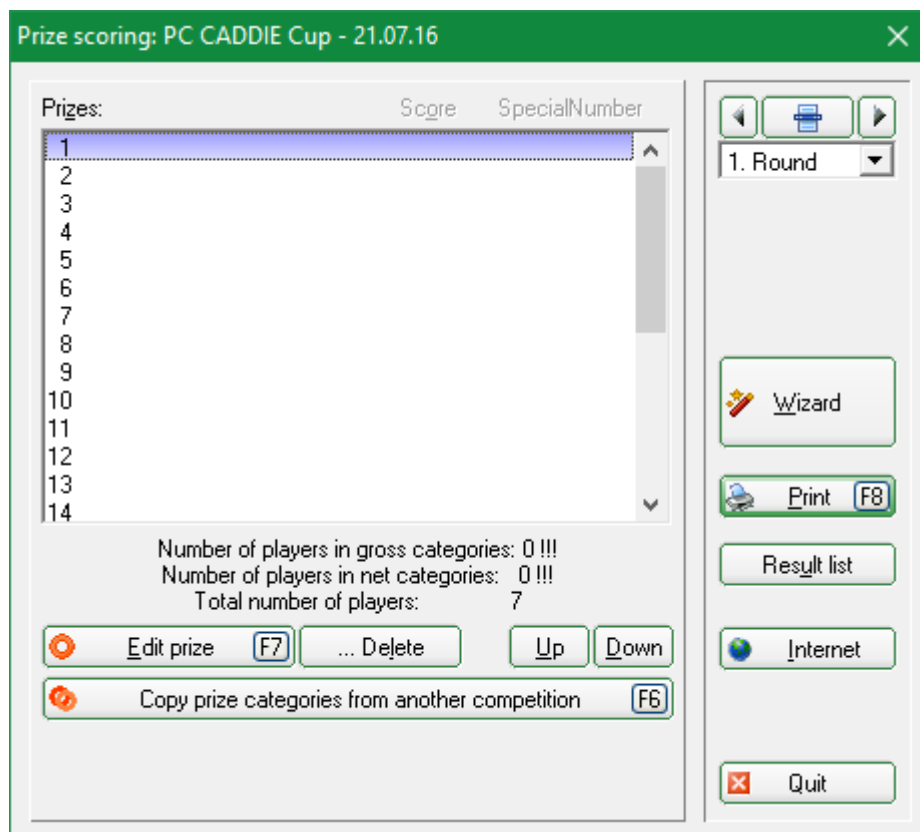 Prize scoring: PC CADDIE Cup - 21.07.16
Prizes: Score SpecialNumber
1
2
3
4
5
6
7
8
9
10
11
12
13
14
Number of players in gross categories: 0 !!!
Number of players in net categories: 0 !!!
Total number of players: 7
Edit prize F7 ... Delete Up Down
Copy prize categories from another competition F6
1. Round
Wizard
Print F8
Result list
Internet
Quit